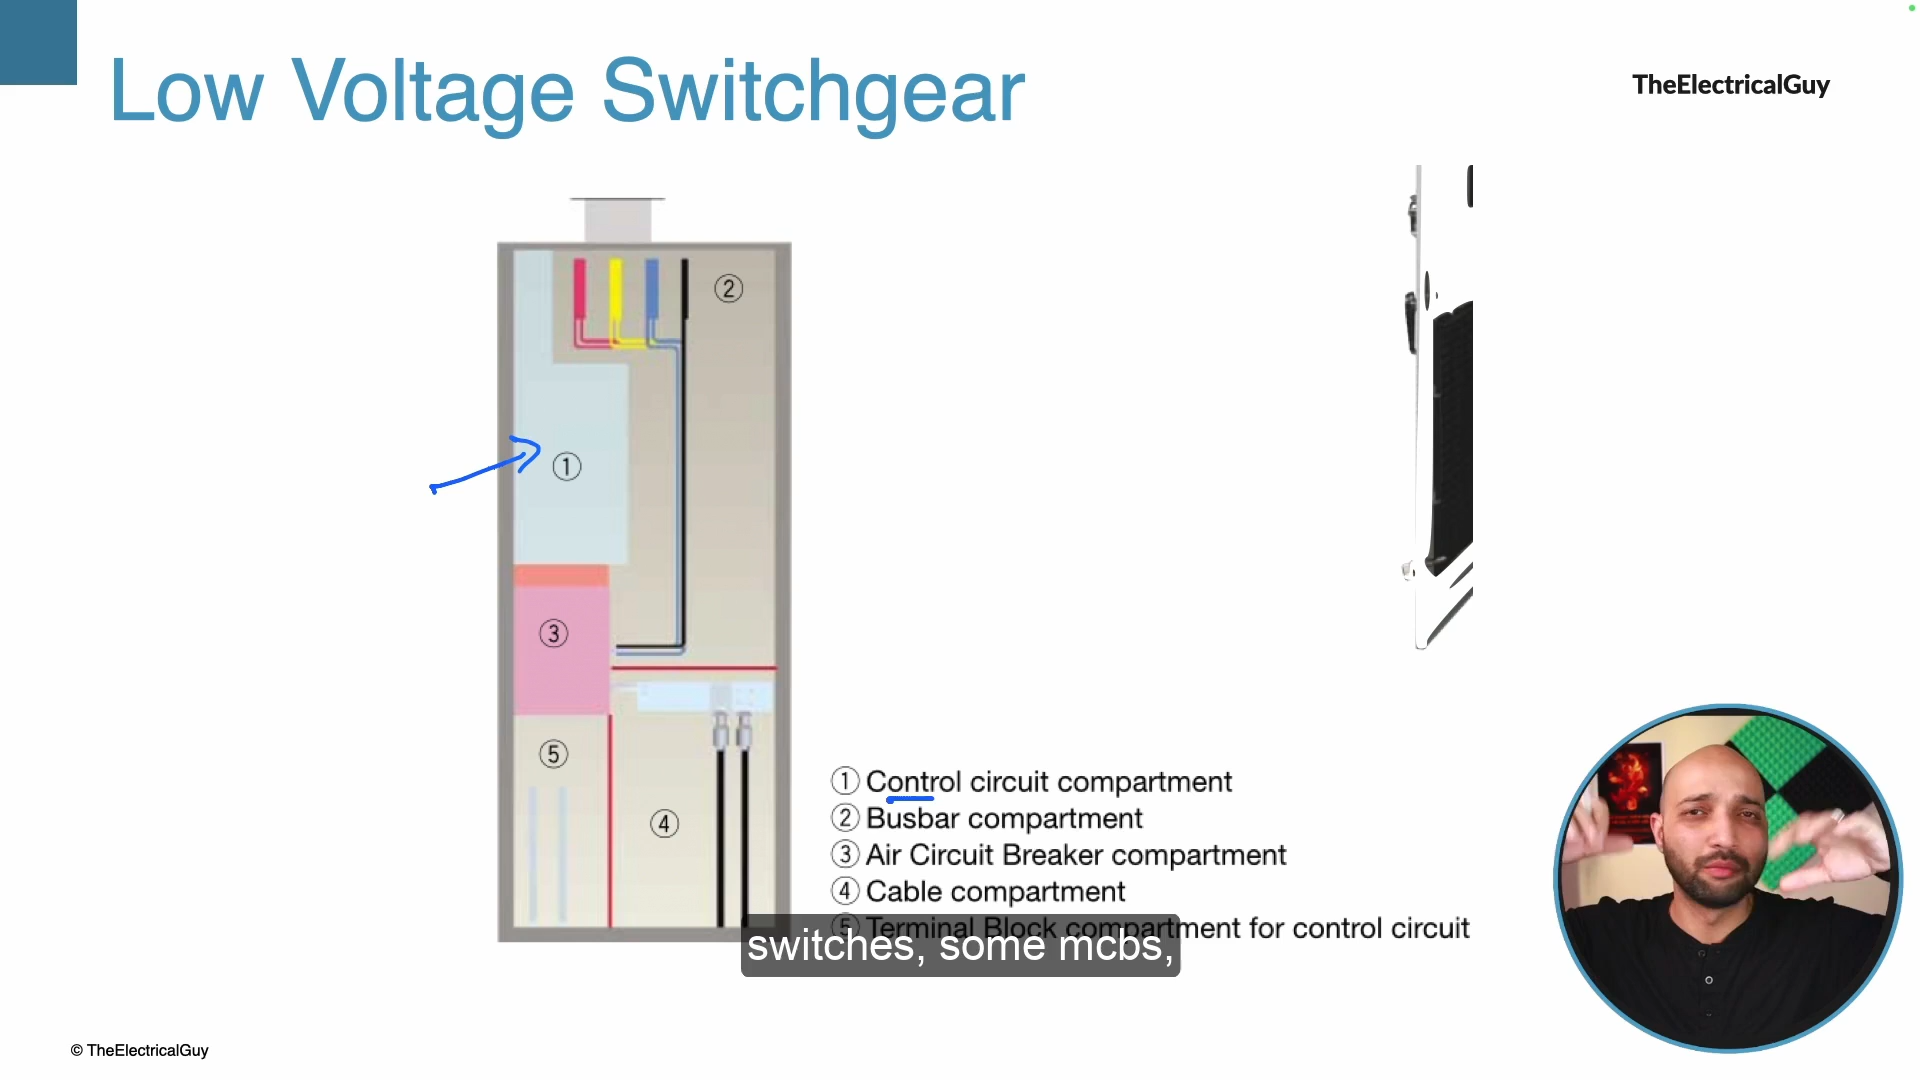 Low Voltage Switchgear
TheElectricalGuy
②
①
③
⑤
④
① Control circuit compartment
② Busbar compartment
③ Air Circuit Breaker compartment
④ Cable compartment
⑤ Terminal Block compartment for control circuit
switches, some mcbs,
© TheElectricalGuy